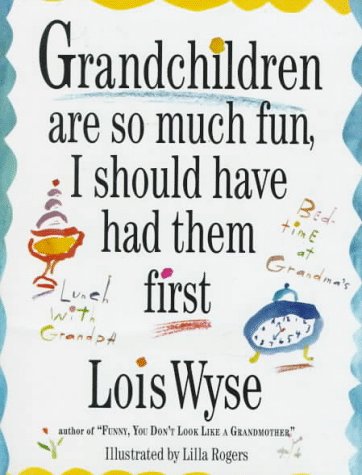 Grandchildren
are so much fun,
I should have
had them
first
Bed-
time
at
Grandma's
Lunch
with
Grandpa
Lois Wyse
author of "Funny, You Don't Look Like a Grandmother"
Illustrated by Lilla Rogers